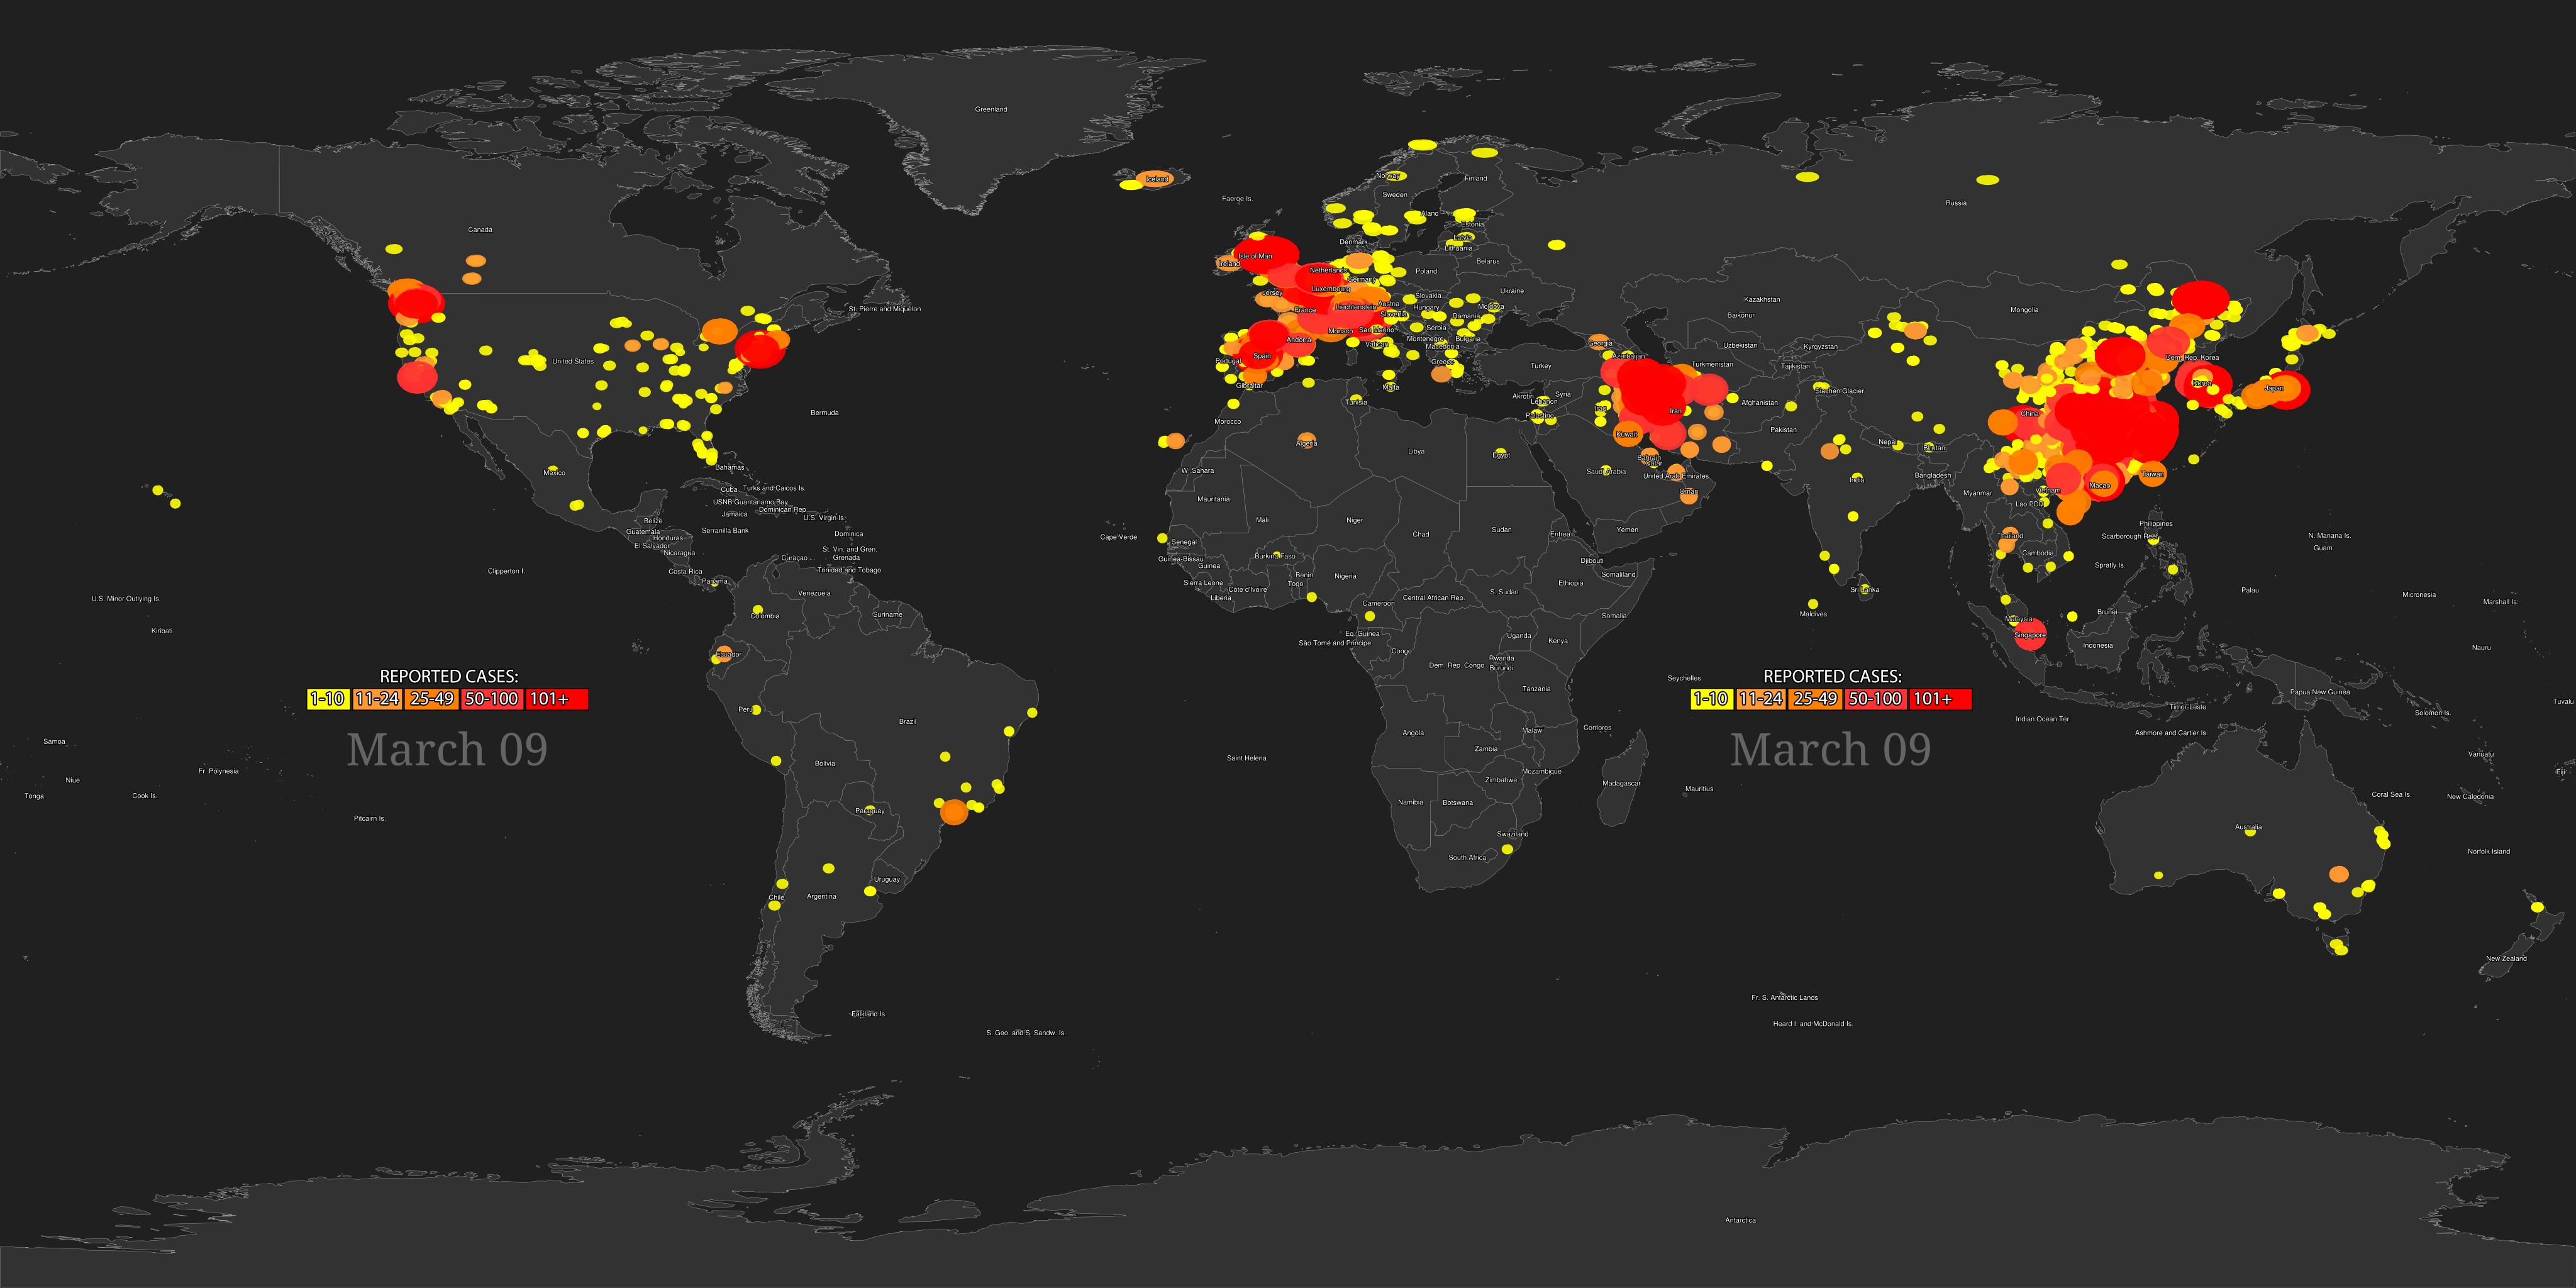 Greenland
Iceland
Norway
Finland
Sweden
Faeroe Is.
Russia
Canada
Aland
Estonia
Latvia
Denmark
Lithuania
Isle of Man
Ireland
Belarus
Netherlands
Poland
Germany
Luxembourg
Jersey
Ukraine
Slovakia
Kazakhstan
Austria
Liechtenstein
Hungary
Moldova
St. Pierre and Miquelon
France
Mongolia
Slovenia
Romania
Baikonur
Serbia
Monaco
San Marino
Andorra
Montenegro
Bulgaria
Georgia
Vatican
Macedonia
Uzbekistan
Kyrgyzstan
Azerbaijan
Dem. Rep. Korea
United States
Portugal
Spain
Greece
Turkey
Turkmenistan
Tajikistan
Gibraltar
Malta
Siachen Glacier
Korea
Japan
Akrotiri
Syria
Lebanon
Tunisia
Afghanistan
Iraq
Iran
Bermuda
Palestine
China
Morocco
Pakistan
Kuwait
Algeria
Nepal
Bhutan
Libya
Egypt
Bahrain
Qatar
Mexico
Bahamas
W. Sahara
Saudi Arabia
United Arab Emirates
India
Bangladesh
Taiwan
Macao
Cuba
Turks and Caicos Is.
Oman
Myanmar
Vietnam
USNB Guantanamo Bay
Dominican Rep.
Mauritania
Lao PDR
Jamaica
U.S. Virgin Is.
Belize
Mali
Niger
Philippines
Guatemala
Serranilla Bank
Sudan
Yemen
Honduras
Dominica
Chad
Eritrea
Thailand
Scarborough Reef
N. Mariana Is.
Cape Verde
Senegal
El Salvador
Nicaragua
St. Vin. and Gren.
Grenada
Guinea-Bissau
Burkina Faso
Guam
Cambodia
Curaçao
Djibouti
Guinea
Spratly Is.
Clipperton I.
Costa Rica
Trinidad and Tobago
Benin
Nigeria
Somaliland
Panama
Sierra Leone
Togo
Ethiopia
Côte d'Ivoire
Venezuela
Liberia
Central African Rep.
S. Sudan
Sri Lanka
Palau
Micronesia
U.S. Minor Outlying Is.
Cameroon
Marshall Is.
Colombia
Suriname
Somalia
Maldives
Brunei
Malaysia
Kiribati
Eq. Guinea
São Tomé and Principe
Uganda
Kenya
Singapore
Indonesia
Nauru
Ecuador
Congo
Rwanda
Dem. Rep. Congo
Burundi
REPORTED CASES:
REPORTED CASES:
Seychelles
1-10 11-24 25-49 50-100 101+
Tanzania
1-10 11-24 25-49 50-100 101+
Papua New Guinea
Tuvalu
Peru
Timor-Leste
Solomon Is.
Brazil
Indian Ocean Ter.
Comoros
Angola
Malawi
Ashmore and Cartier Is.
March 09
March 09
Samoa
Zambia
Vanuatu
Saint Helena
Bolivia
Fr. Polynesia
Mozambique
Fiji
Niue
Zimbabwe
Madagascar
Mauritius
Tonga
Cook Is.
Namibia
Botswana
Coral Sea Is.
New Caledonia
Paraguay
Pitcairn Is.
Australia
Swaziland
Norfolk Island
South Africa
Uruguay
Argentina
Chile
New Zealand
Fr. S. Antarctic Lands
Falkland Is.
Heard I. and McDonald Is.
S. Geo. and S. Sandw. Is.
Antarctica